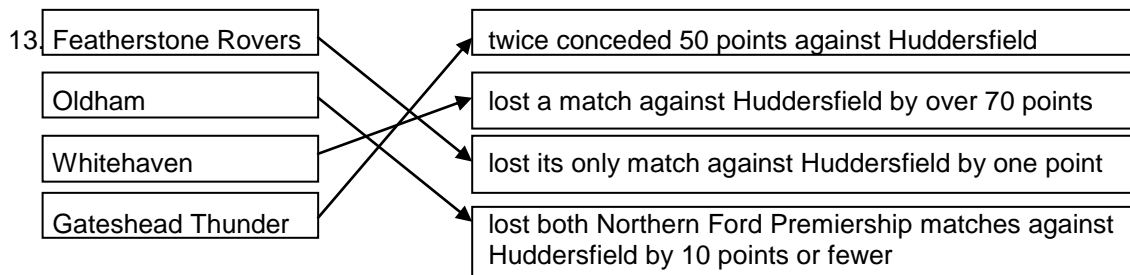 13. Featherstone Rovers
twice conceded 50 points against Huddersfield
Oldham
lost a match against Huddersfield by over 70 points
Whitehaven
lost its only match against Huddersfield by one point
Gateshead Thunder
lost both Northern Ford Premiership matches against
Huddersfield by 10 points or fewer